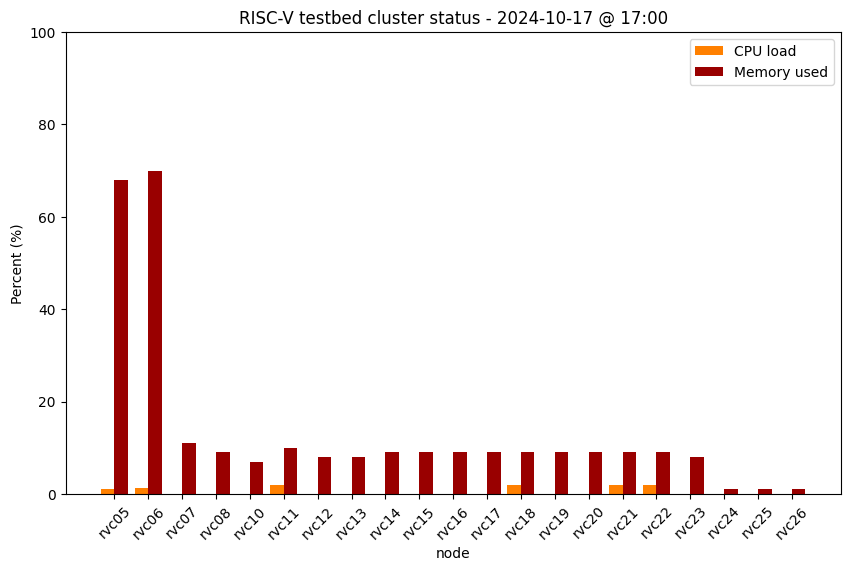 RISC-V testbed cluster status - 2024-10-17 @ 17:00
CPU load
Memory used
Percent (%)
100
80
60
40
20
0
rvc05
rvc06
rvc07
rvc08
rvc10
rvc11
rvc12
rvc13
rvc14
rvc15
rvc16
rvc17
rvc18
rvc19
rvc20
rvc21
rvc22
rvc23
rvc24
rvc25
rvc26
node